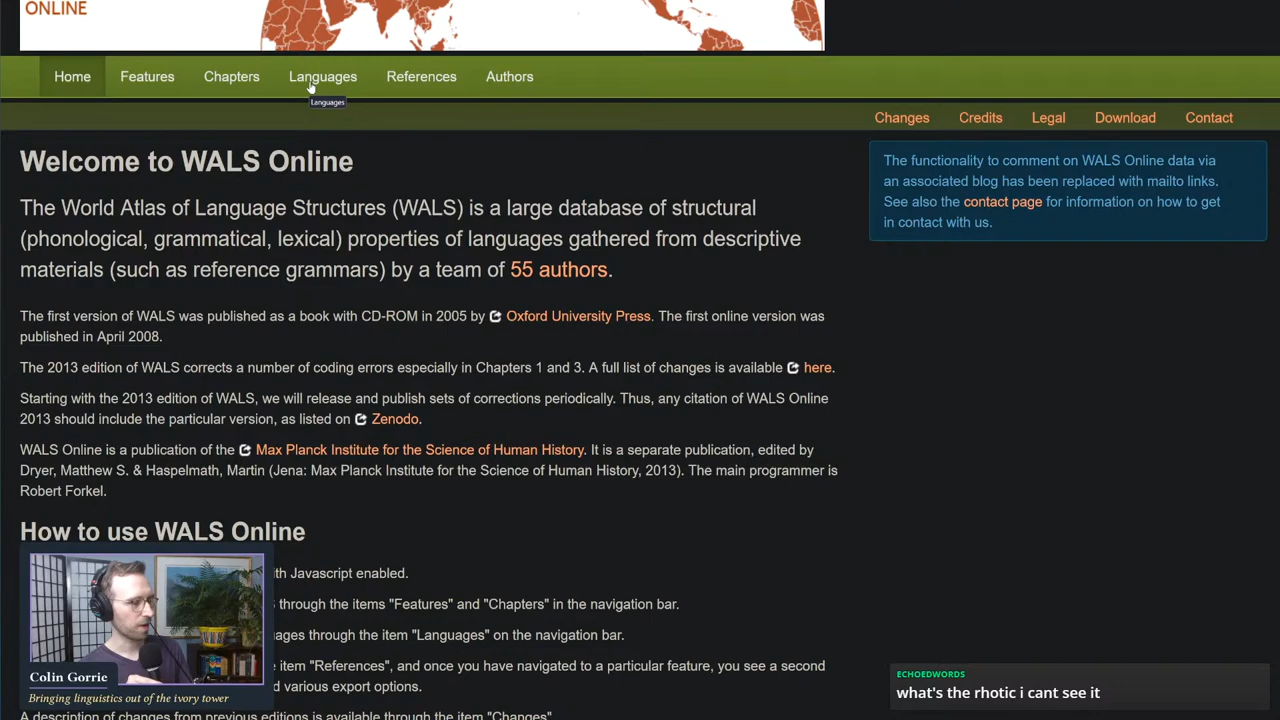 ONLINE
Home Features Chapters Languages References Authors
Languages
Changes Credits Legal Download Contact
Welcome to WALS Online
The World Atlas of Language Structures (WALS) is a large database of structural
(phonological, grammatical, lexical) properties of languages gathered from descriptive
materials (such as reference grammars) by a team of 55 authors.
The first version of WALS was published as a book with CD-ROM in 2005 by Oxford University Press. The first online version was
published in April 2008.
The 2013 edition of WALS corrects a number of coding errors especially in Chapters 1 and 3. A full list of changes is available here.
Starting with the 2013 edition of WALS, we will release and publish sets of corrections periodically. Thus, any citation of WALS Online
2013 should include the particular version, as listed on Zenodo.
WALS Online is a publication of the Max Planck Institute for the Science of Human History. It is a separate publication, edited by
Dryer, Matthew S. & Haspelmath, Martin (Jena: Max Planck Institute for the Science of Human History, 2013). The main programmer is
Robert Forkel.
The functionality to comment on WALS Online data via
an associated blog has been replaced with mailto links.
See also the contact page for information on how to get
in contact with us.
How to use WALS Online
with Javascript enabled.
through the items "Features" and "Chapters" in the navigation bar.
through the item "Languages" on the navigation bar.
item "References", and once you have navigated to a particular feature, you see a second
various export options.
A description of changes from previous editions is available through the item "Changes"
Colin Gorrie
Bringing linguistics out of the ivory tower
ECHOEDWORDS
what's the rhotic i cant see it